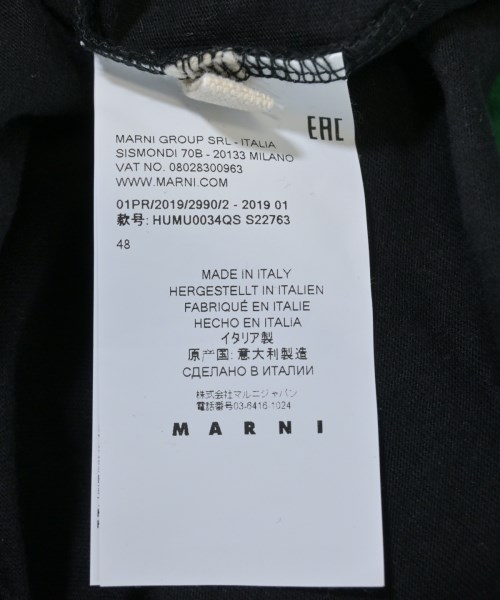 EAC
MARNI GROUP SRL - ITALIA
SISMONDI 70B - 20133 MILANO
VAT NO. 08028300963
WWW.MARNI.COM
01PR/2019/2990/2 - 2019 01
款号: HUMU0034QS S22763
48
MADE IN ITALY
HERGESTELLT IN ITALIEN
FABRIQUÉ EN ITALIE
HECHO EN ITALIA
イタリア製
原产国: 意大利製造
СДЕЛАНО В ИТАЛИИ
株式会社マルニジャパン
電話番号03-6416-1024
MARNI